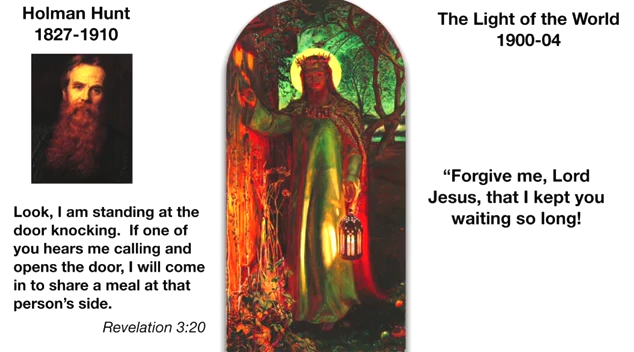 Holman Hunt
1827-1910
The Light of the World
1900-04
Look, I am standing at the
door knocking.  If one of
you hears me calling and
opens the door, I will come
in to share a meal at that
person’s side.
Revelation 3:20
“Forgive me, Lord
Jesus, that I kept you
waiting so long!